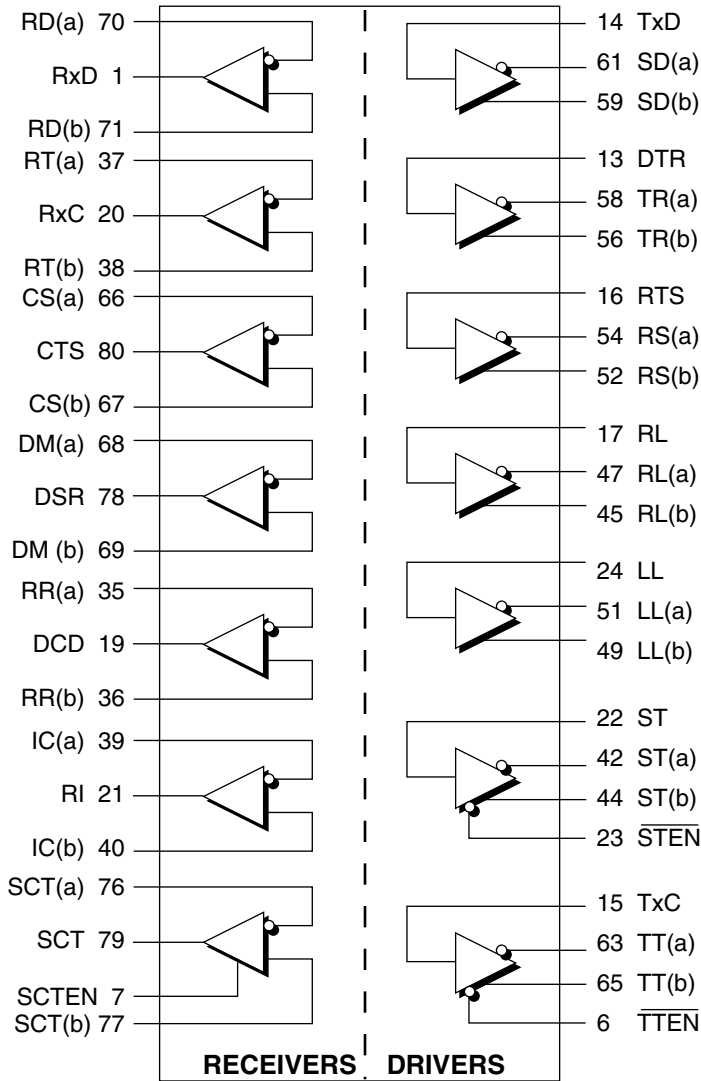 RD(a) 70
RxD 1
RD(b) 71
RT(a) 37
RxC 20
RT(b) 38
CS(a) 66
CTS 80
CS(b) 67
DM(a) 68
DSR 78
DM (b) 69
RR(a) 35
DCD 19
RR(b) 36
IC(a) 39
RI 21
IC(b) 40
SCT(a) 76
SCT 79
SCTEN 7
SCT(b) 77
RECEIVERS
14 TxD
61 SD(a)
59 SD(b)
13 DTR
58 TR(a)
56 TR(b)
16 RTS
54 RS(a)
52 RS(b)
17 RL
47 RL(a)
45 RL(b)
24 LL
51 LL(a)
49 LL(b)
22 ST
42 ST(a)
44 ST(b)
23 S̅T̅E̅N̅
15 TxC
63 TT(a)
65 TT(b)
6 T̅T̅E̅N̅
DRIVERS